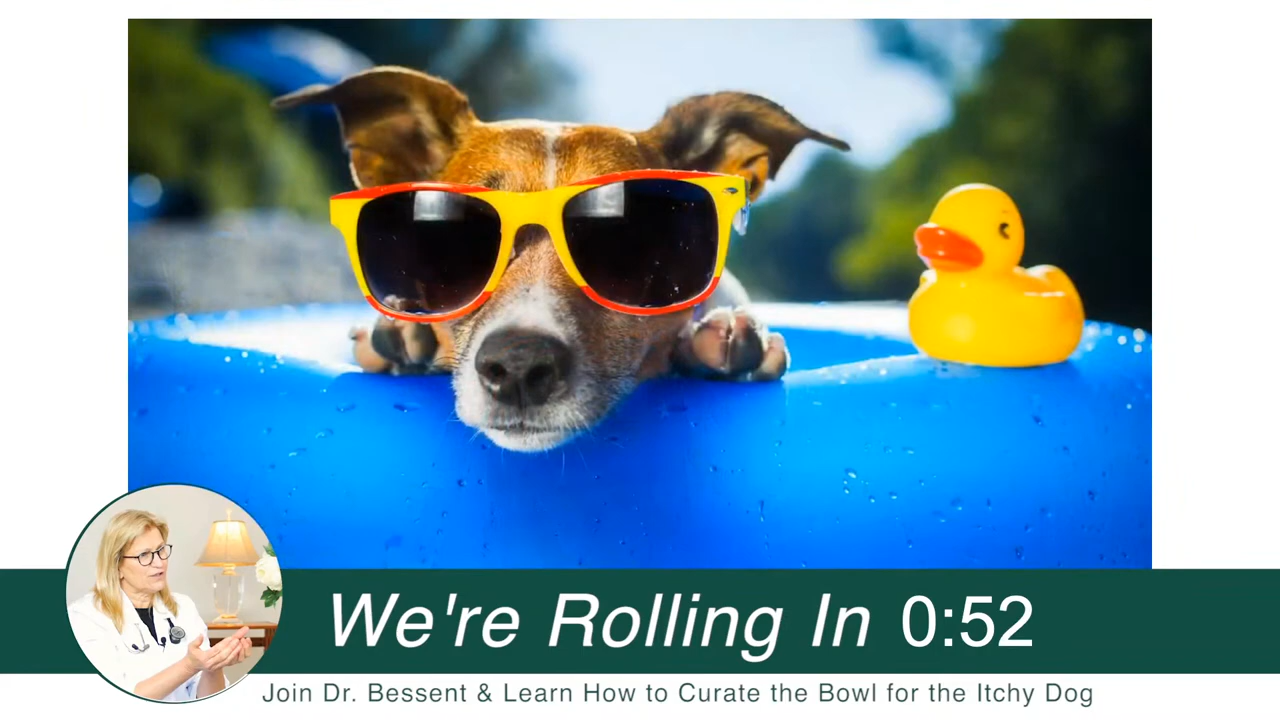 We're Rolling In 0:52
Join Dr. Bessent & Learn How to Curate the Bowl for the Itchy Dog